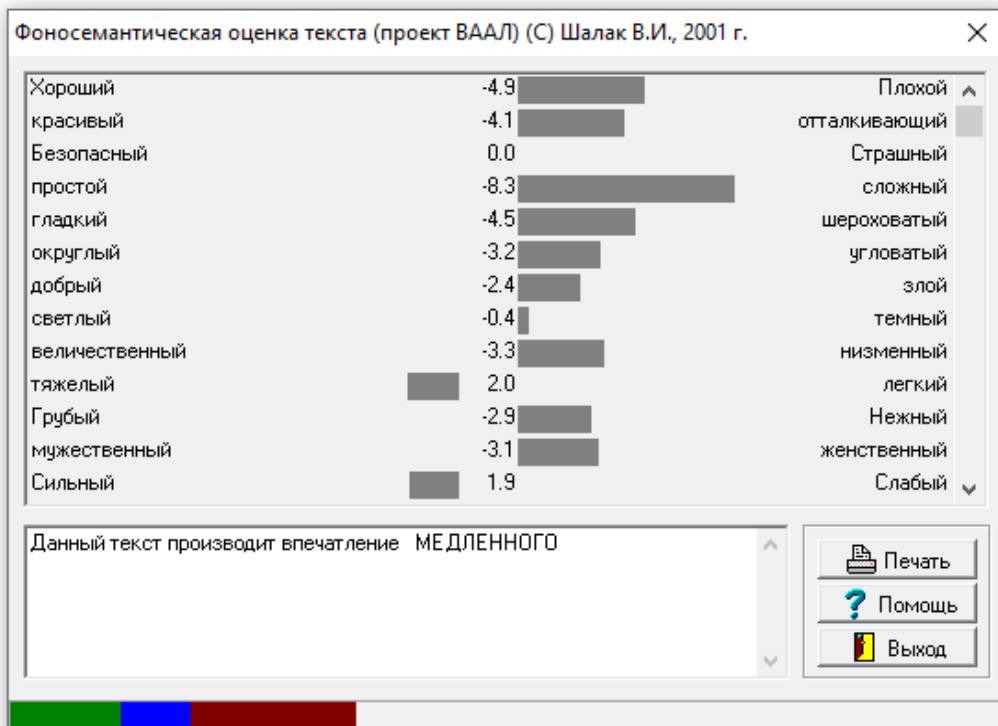 Фоносемантическая оценка текста (проект ВААЛ) (C) Шалак В.И., 2001 г.
Хороший -4.9 Плохой
красивый -4.1 отталкивающий
Безопасный 0.0 Страшный
простой -8.3 сложный
гладкий -4.5 шероховатый
округлый -3.2 угловатый
добрый -2.4 злой
светлый -0.4 темный
величественный -3.3 низменный
тяжелый 2.0 легкий
Грубый -2.9 Нежный
мужественный -3.1 женственный
Сильный 1.9 Слабый
Данный текст производит впечатление МЕДЛЕННОГО
Печать
Помощь
Выход